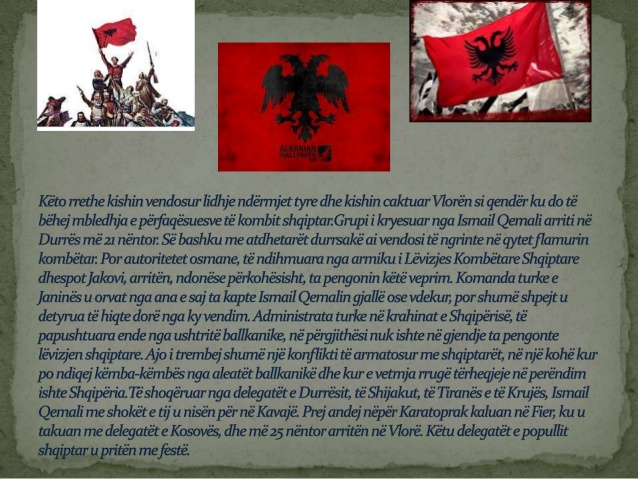 ALBANIAN
WALLPAPER
Këto rrethe kishin vendosur lidhje ndërmjet tyre dhe kishin caktuar Vlorën si qendër ku do të
bëhej mbledhja e përfaqësuesve të kombit shqiptar.Grupi i kryesuar nga Ismail Qemali arriti në
Durrës më 21 nëntor. Së bashku me atdhetarët durrsakë ai vendosi të ngrinte në qytet flamurin
kombëtar. Por autoritetet osmane, të ndihmuara nga armiku i Lëvizjes Kombëtare Shqiptare
dhespot Jakovi, arritën, ndonëse përkohësisht, ta pengonin këtë veprim. Komanda turke e
Janinës u orvat nga ana e saj ta kapte Ismail Qemalin gjallë ose vdekur, por shumë shpejt u
detyrua të hiqte dorë nga ky vendim. Administrata turke në krahinat e Shqipërisë, të
papushtuara ende nga ushtritë ballkanike, në përgjithësi nuk ishte në gjendje ta pengonte
lëvizjen shqiptare. Ajo i trembej shumë një konflikti të armatosur me shqiptarët, në një kohë kur
po ndiqej këmba-këmbës nga aleatët ballkanikë dhe kur e vetmja rrugë tërheqjeje në perëndim
ishte Shqipëria.Të shoqëruar nga delegatët e Durrësit, të Shijakut, të Tiranës e të Krujës, Ismail
Qemali me shokët e tij u nisën për në Kavajë. Prej andej nëpër Karatoprak kaluan në Fier, ku u
takuan me delegatët e Kosovës, dhe më 25 nëntor arritën në Vlorë. Këtu delegatët e popullit
shqiptar u pritën me festë.